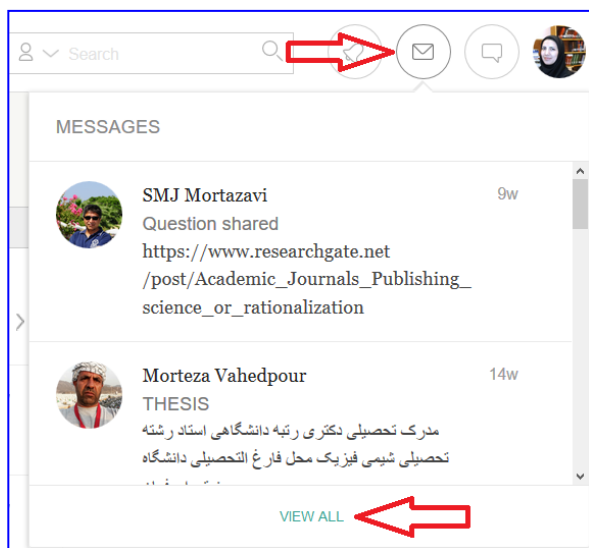 Search
MESSAGES
SMJ Mortazavi 9w
Question shared
https://www.researchgate.net
/post/Academic_Journals_Publishing_
science_or_rationalization
Morteza Vahedpour 14w
THESIS
مدرک تحصیلی دکتری رتبه دانشگاهی استاد رشته
تحصیلی شیمی فیزیک محل فارغ التحصیلی دانشگاه
VIEW ALL